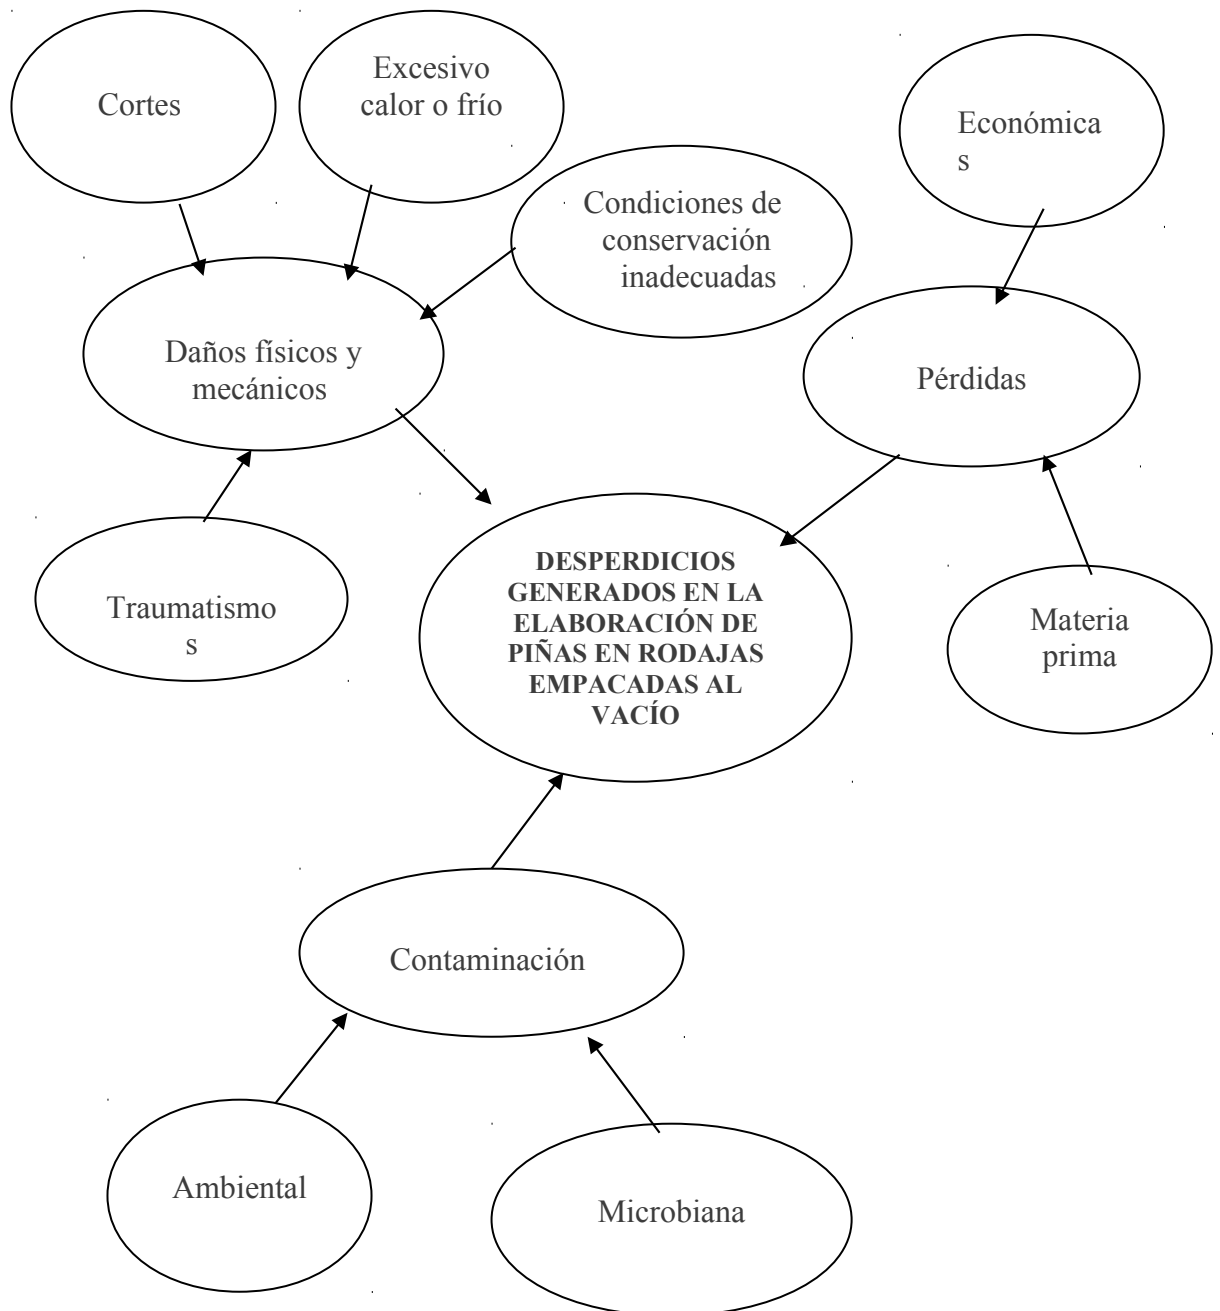 Cortes
Excesivo
calor o frío
Económica
s
Condiciones de
conservación
inadecuadas
Daños físicos y
mecánicos
Pérdidas
Traumatismo
s
DESPERDICIOS
GENERADOS EN LA
ELABORACIÓN DE
PIÑAS EN RODAJAS
EMPACADAS AL
VACÍO
Materia
prima
Contaminación
Ambiental
Microbiana